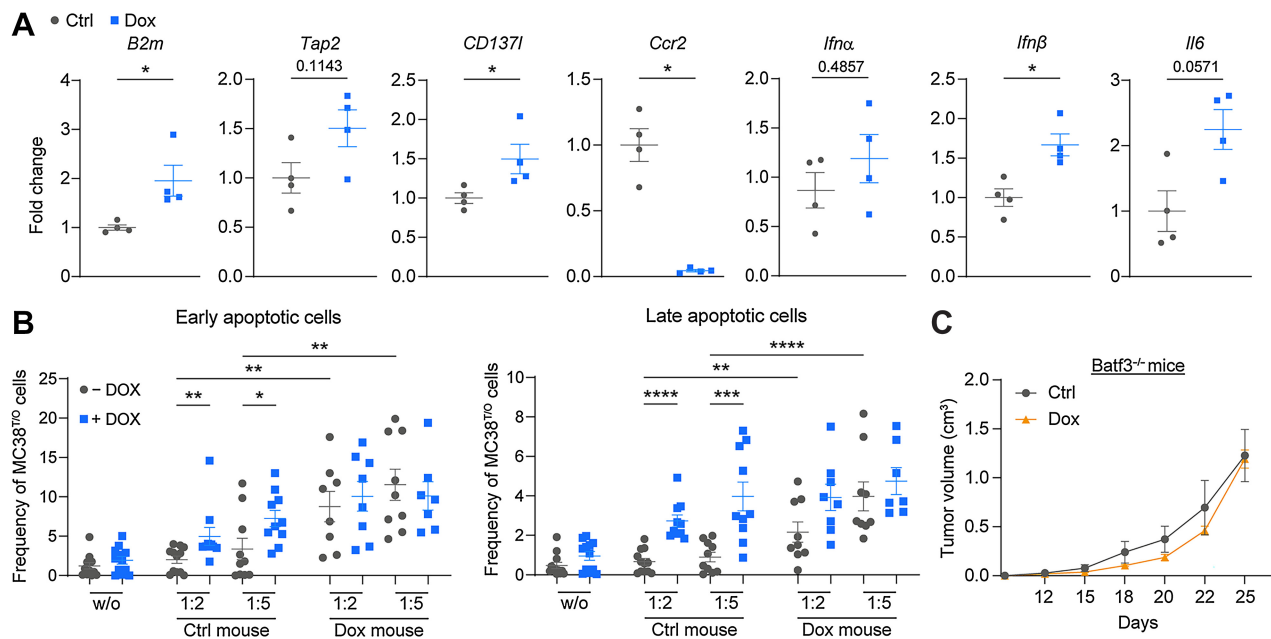 A
Ctrl Dox
B2m Tap2 CD137l Ccr2 Ifnα Ifnβ Il6
* 0.1143 * * 0.4857 * 0.0571
Fold change
4 3 2 1 0
2.0 1.5 1.0 0.5 0.0
2.5 2.0 1.5 1.0 0.5 0.0
1.5 1.0 0.5 0.0
2.0 1.5 1.0 0.5 0.0
2.5 2.0 1.5 1.0 0.5 0.0
3 2 1 0
B
Early apoptotic cells
Frequency of MC38T/O cells
25 20 15 10 5 0
– DOX
+ DOX
**
**
** *
w/o 1:2 1:5 1:2 1:5
Ctrl mouse Dox mouse
Late apoptotic cells
Frequency of MC38T/O cells
10 8 6 4 2 0
****
**
**** ***
w/o 1:2 1:5 1:2 1:5
Ctrl mouse Dox mouse
C
Batf3-/- mice
Ctrl
Dox
Tumor volume (cm³)
2.0 1.5 1.0 0.5 0.0
12 15 18 20 22 25
Days